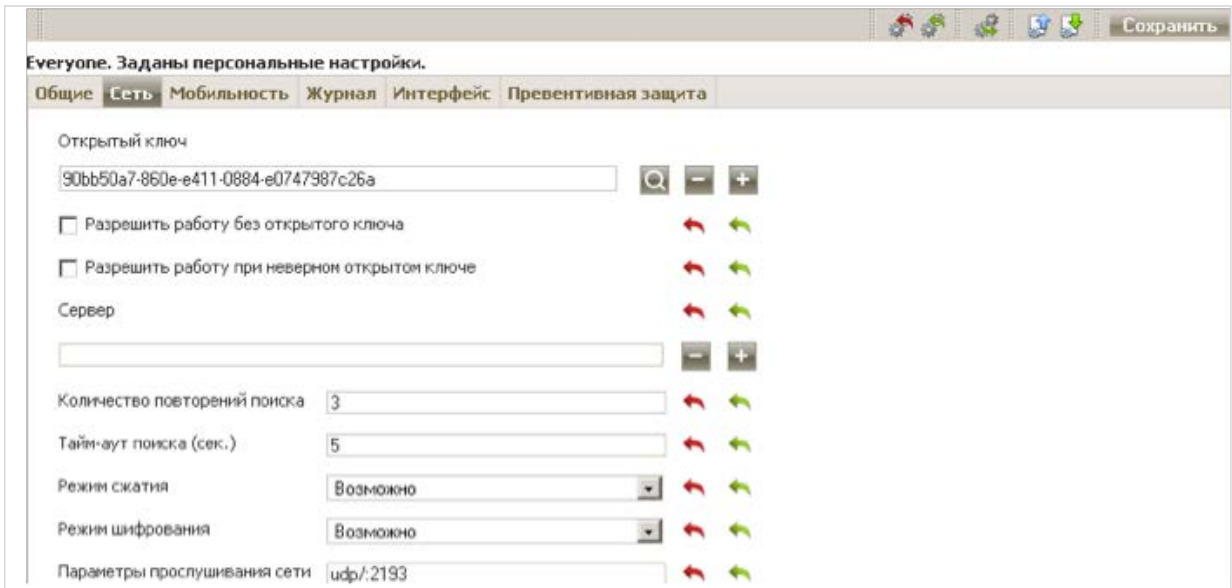 Сохранить
Everyone. Заданы персональные настройки.
Общие Сеть Мобильность Журнал Интерфейс Превентивная защита
Открытый ключ
90bb50a7-860e-e411-0884-e0747987c26a
Разрешить работу без открытого ключа
Разрешить работу при неверном открытом ключе
Сервер
Количество повторений поиска 3
Тайм-аут поиска (сек.) 5
Режим сжатия Возможно
Режим шифрования Возможно
Параметры прослушивания сети udp/:2193